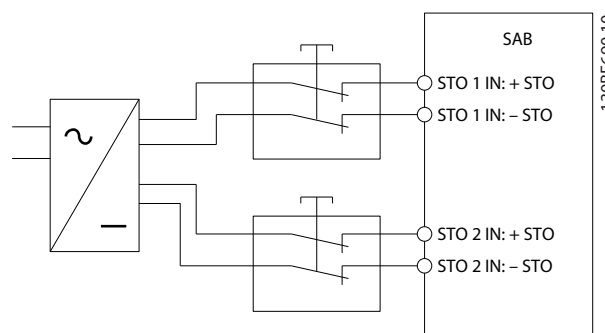 SAB
STO 1 IN: + STO
STO 1 IN: – STO
STO 2 IN: + STO
STO 2 IN: – STO